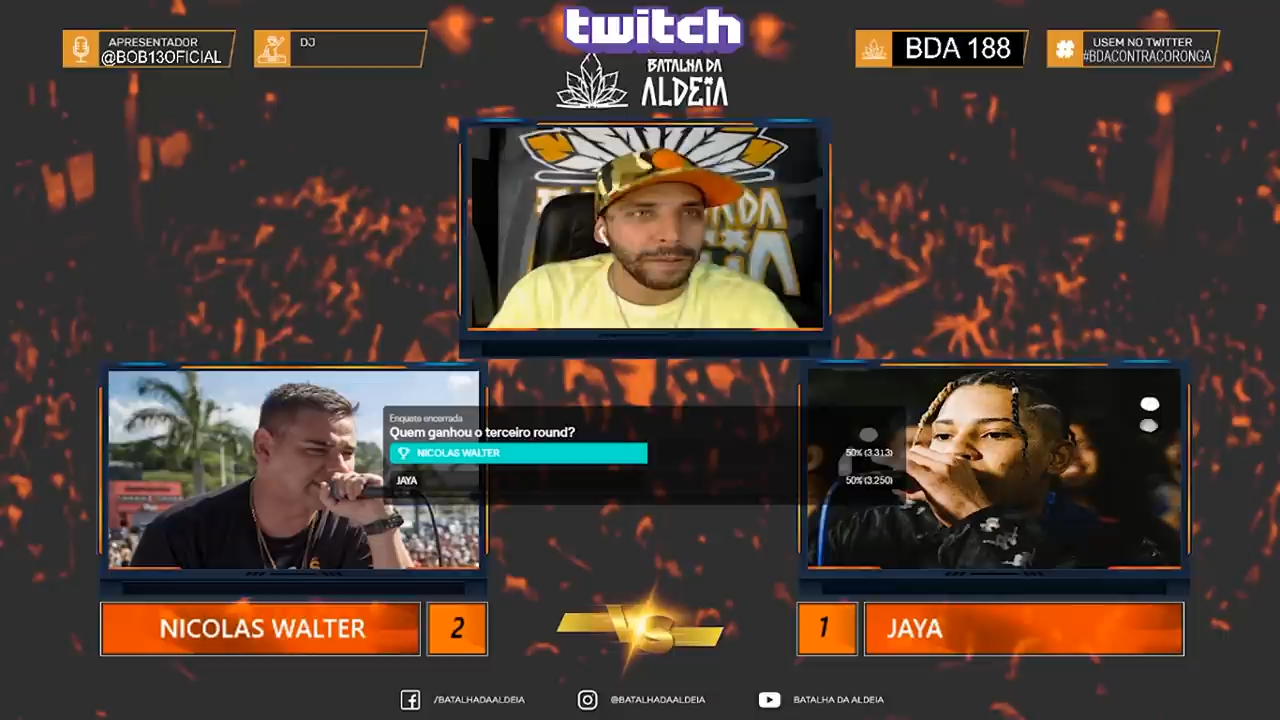 twitch
APRESENTADOR
@BOB13OFICIAL
DJ
BATALHA DA
ALDEIA
BDA 188
#
USEM NO TWITTER
#BDACONTRACORONGA
Enquete encerrada
Quem ganhou o terceiro round?
NICOLAS WALTER
50% (3.313)
JAYA
50% (3.250)
NICOLAS WALTER
2
VS
1
JAYA
/BATALHADAALDEIA
@BATALHADAALDEIA
BATALHA DA ALDEIA